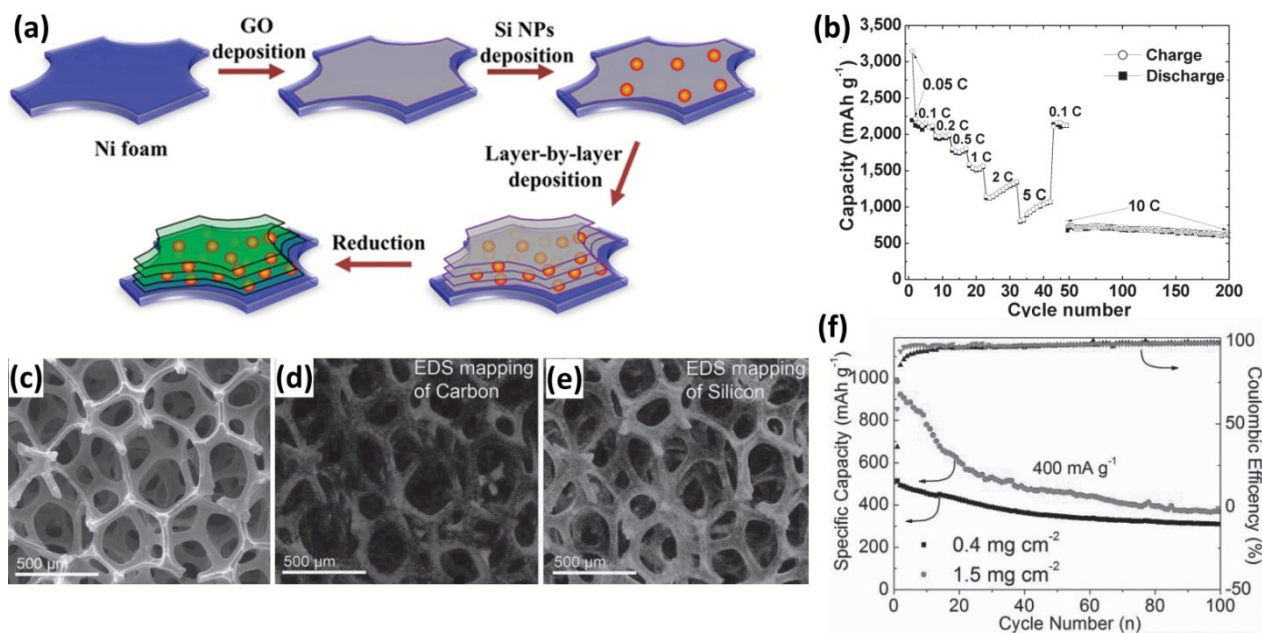 (a)
GO
deposition
Si NPs
deposition
Ni foam
Layer-by-layer
deposition
Reduction
(b)
3,500
3,000
2,500
2,000
1,500
1,000
500
0
Capacity (mAh g⁻¹)
Charge
Discharge
0.05 C
0.1 C
0.2 C
0.5 C
1 C
2 C
5 C
0.1 C
10 C
0 10 20 30 40 50 100 150 200
Cycle number
(c)
500 µm
(d)
EDS mapping
of Carbon
500 µm
(e)
EDS mapping
of Silicon
500 µm
(f)
1000
800
600
400
200
0
Specific Capacity (mAh g⁻¹)
400 mA g⁻¹
0.4 mg cm⁻²
1.5 mg cm⁻²
100
50
0
-50
Coulombic Efficency (%)
0 20 40 60 80 100
Cycle Number (n)